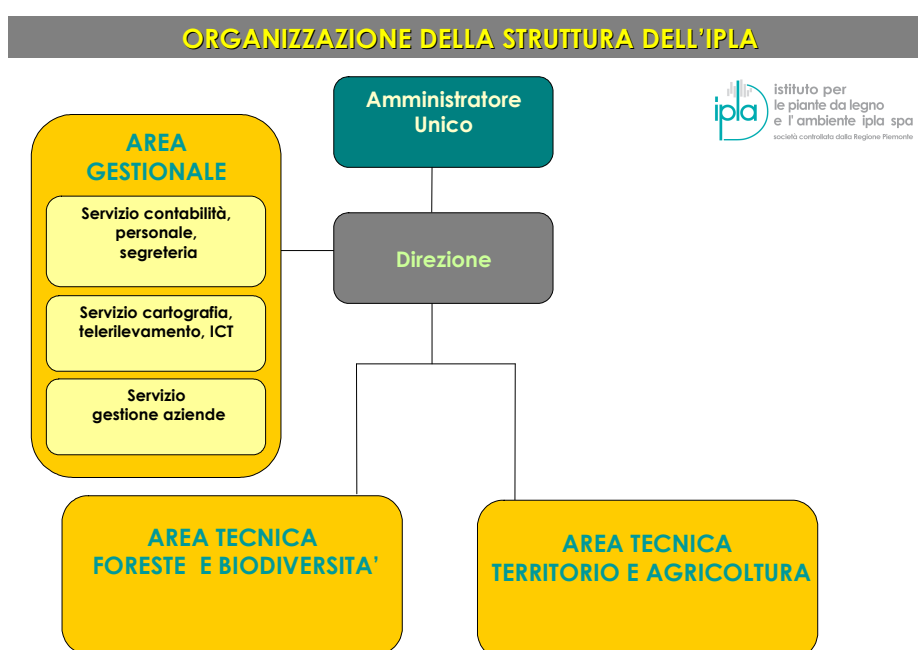 ORGANIZZAZIONE DELLA STRUTTURA DELL'IPLA
Amministratore
Unico
ipla
istituto per
le piante da legno
e l' ambiente ipla spa
società controllata dalla Regione Piemonte
AREA
GESTIONALE
Servizio contabilità,
personale,
segreteria
Servizio cartografia,
telerilevamento, ICT
Servizio
gestione aziende
Direzione
AREA TECNICA
FORESTE E BIODIVERSITA'
AREA TECNICA
TERRITORIO E AGRICOLTURA